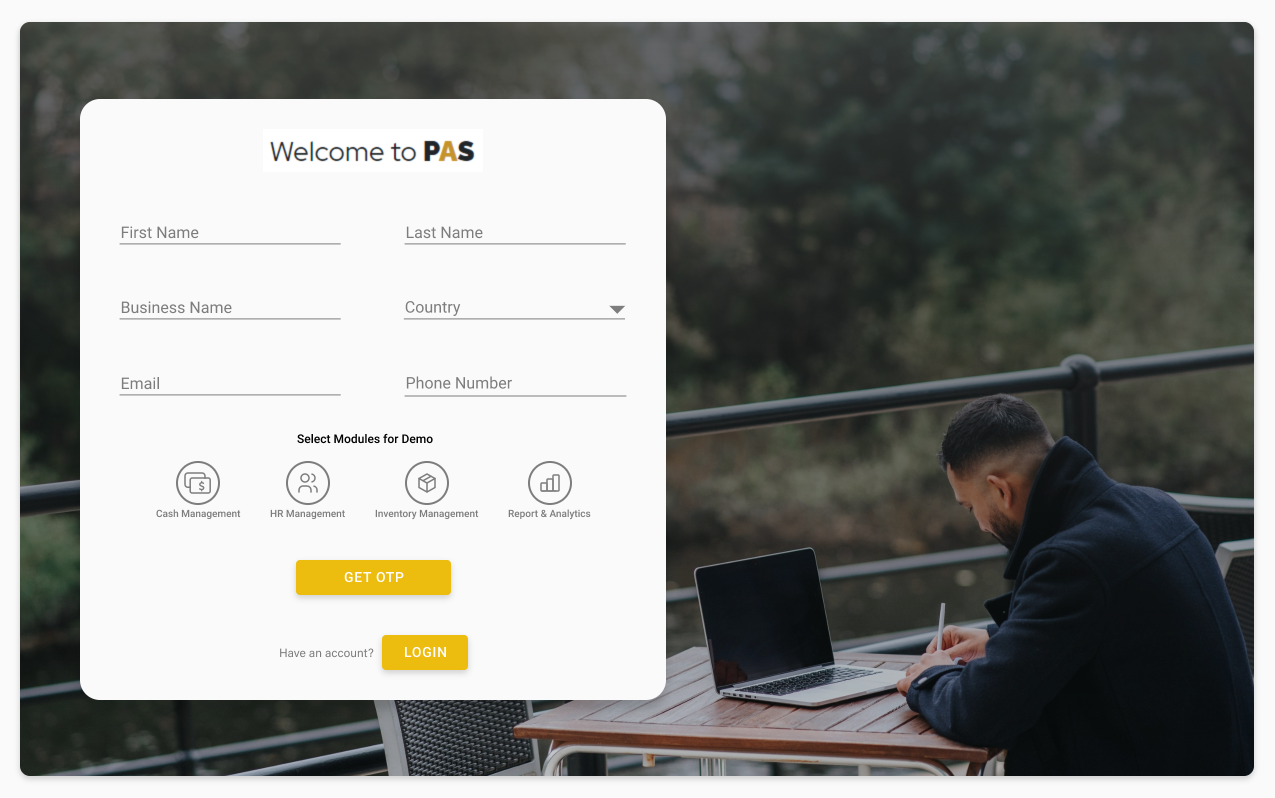 Welcome to PAS
First Name
Last Name
Business Name
Country
Email
Phone Number
Select Modules for Demo
$
Cash Management
HR Management
Inventory Management
Report & Analytics
GET OTP
Have an account?
LOGIN